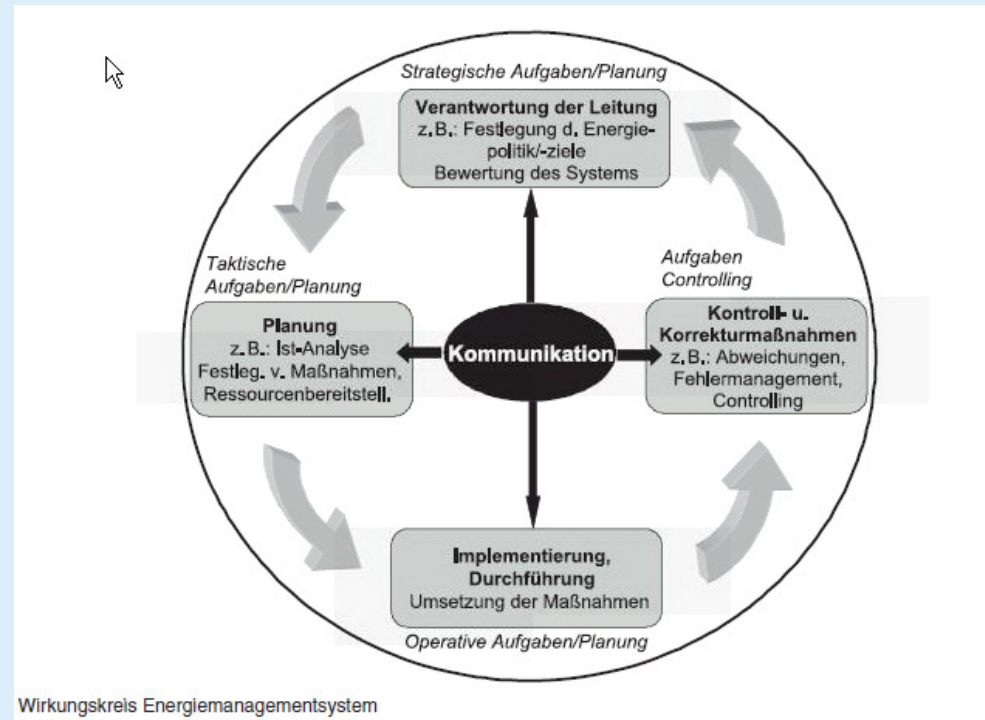 Strategische Aufgaben/Planung
Verantwortung der Leitung
z.B.: Festlegung d. Energie-
politik/-ziele
Bewertung des Systems
Taktische
Aufgaben/Planung
Planung
z.B.: Ist-Analyse
Festleg. v. Maßnahmen,
Ressourcenbereitstell.
Kommunikation
Aufgaben
Controlling
Kontroll- u.
Korrekturmaßnahmen
z.B.: Abweichungen,
Fehlermanagement,
Controlling
Implementierung,
Durchführung
Umsetzung der Maßnahmen
Operative Aufgaben/Planung
Wirkungskreis Energiemanagementsystem